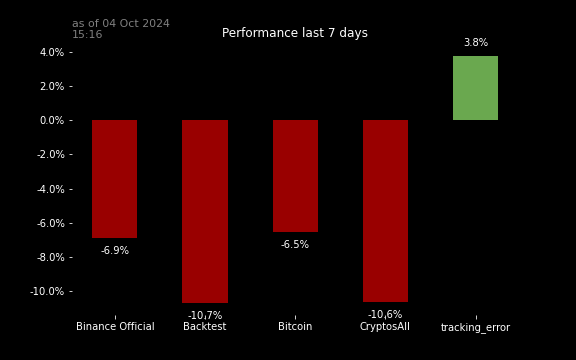 as of 04 Oct 2024
15:16
Performance last 7 days
3.8%
4.0%
2.0%
0.0%
-2.0%
-4.0%
-6.0%
-8.0%
-10.0%
-6.9%
-10.7%
-6.5%
-10.6%
Binance Official
Backtest
Bitcoin
CryptosAll
tracking_error